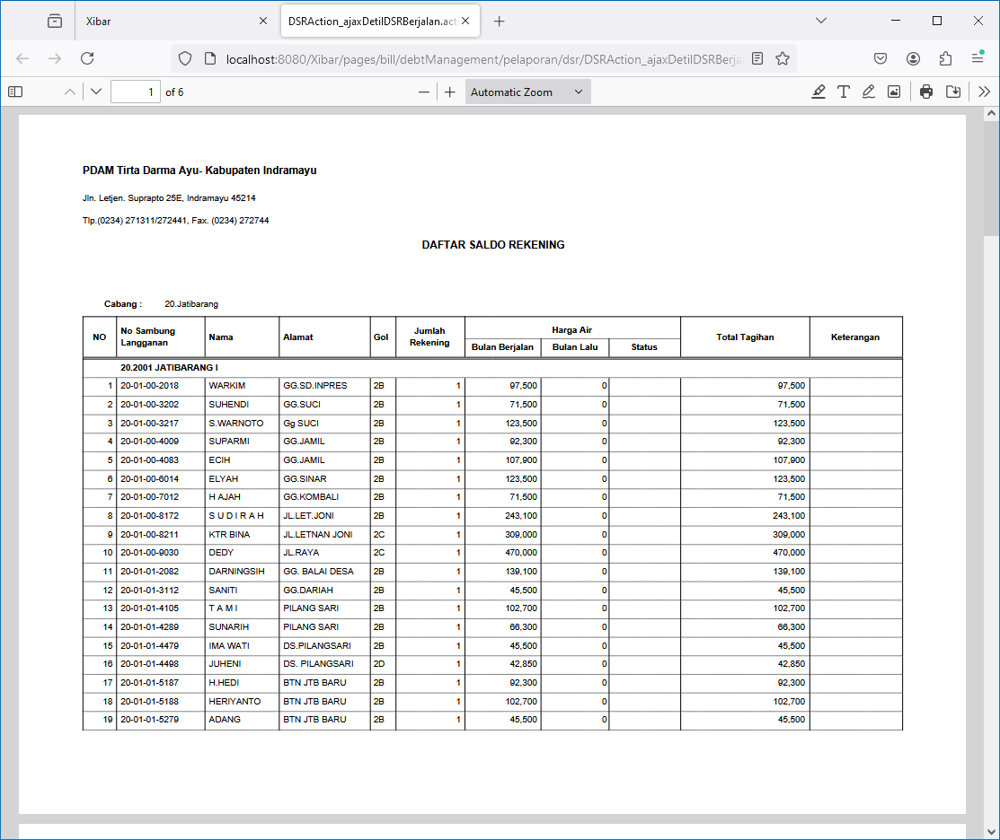 Xibar
DSRAction_ajaxDetilDSRBerjalan.act
localhost:8080/Xibar/pages/bill/debtManagement/pelaporan/dsr/DSRAction_ajaxDetilDSRBerja
1 of 6
Automatic Zoom
PDAM Tirta Darma Ayu- Kabupaten Indramayu
Jln. Letjen. Suprapto 25E, Indramayu 45214
Tlp.(0234) 271311/272441, Fax. (0234) 272744
DAFTAR SALDO REKENING
Cabang : 20.Jatibarang
NO No Sambung Langganan Nama Alamat Gol Jumlah Rekening Harga Air Total Tagihan Keterangan
Bulan Berjalan Bulan Lalu Status
20.2001 JATIBARANG I
1 20-01-00-2018 WARKIM GG.SD.INPRES 2B 1 97,500 0 97,500
2 20-01-00-3202 SUHENDI GG.SUCI 2B 1 71,500 0 71,500
3 20-01-00-3217 S.WARNOTO Gg SUCI 2B 1 123,500 0 123,500
4 20-01-00-4009 SUPARMI GG.JAMIL 2B 1 92,300 0 92,300
5 20-01-00-4083 ECIH GG.JAMIL 2B 1 107,900 0 107,900
6 20-01-00-6014 ELYAH GG.SINAR 2B 1 123,500 0 123,500
7 20-01-00-7012 H AJAH GG.KOMBALI 2B 1 71,500 0 71,500
8 20-01-00-8172 S U D I R A H JL.LET.JONI 2B 1 243,100 0 243,100
9 20-01-00-8211 KTR BINA JL.LETNAN JONI 2C 1 309,000 0 309,000
10 20-01-00-9030 DEDY JL.RAYA 2C 1 470,000 0 470,000
11 20-01-01-2082 DARNINGSIH GG. BALAI DESA 2B 1 139,100 0 139,100
12 20-01-01-3112 SANITI GG.DARIAH 2B 1 45,500 0 45,500
13 20-01-01-4105 T A M I PILANG SARI 2B 1 102,700 0 102,700
14 20-01-01-4289 SUNARIH PILANG SARI 2B 1 66,300 0 66,300
15 20-01-01-4479 IMA WATI DS.PILANGSARI 2B 1 45,500 0 45,500
16 20-01-01-4498 JUHENI DS. PILANGSARI 2D 1 42,850 0 42,850
17 20-01-01-5187 H.HEDI BTN JTB BARU 2B 1 92,300 0 92,300
18 20-01-01-5188 HERIYANTO BTN JTB BARU 2B 1 102,700 0 102,700
19 20-01-01-5279 ADANG BTN JTB BARU 2B 1 45,500 0 45,500